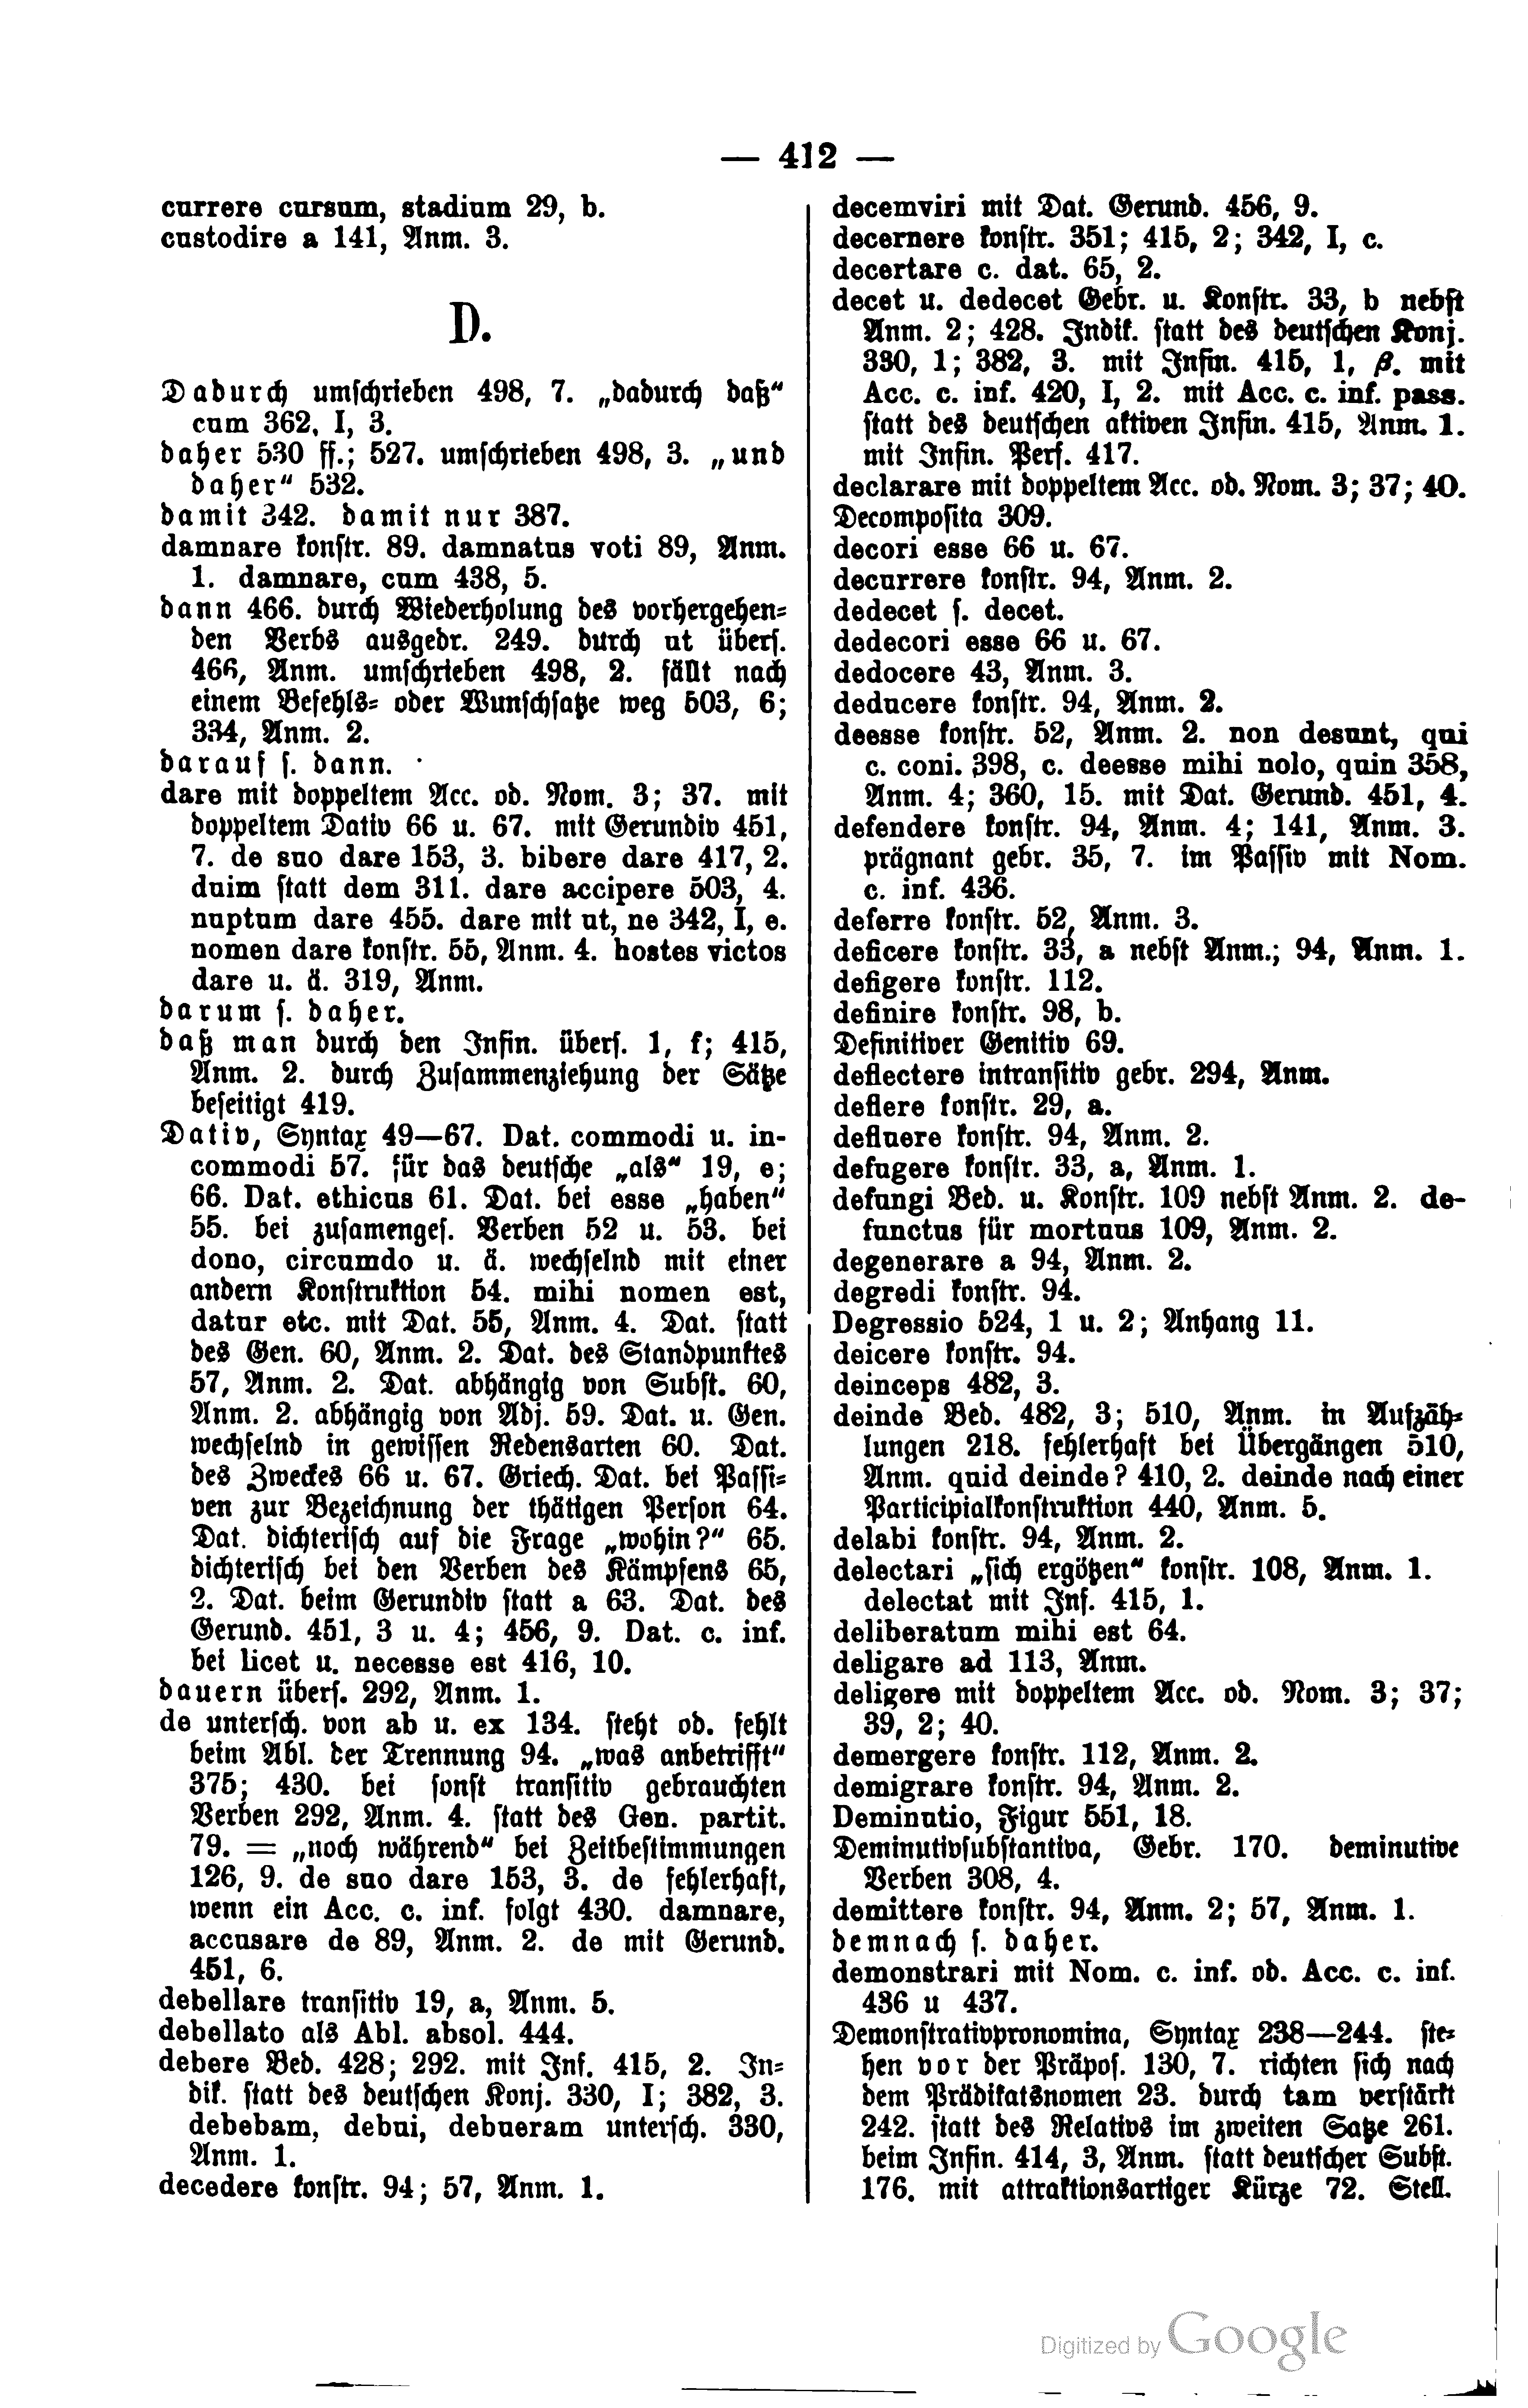 — 412 —
currere cursum, stadium 29, b.
custodire a 141, Anm. 3.
D.
Dadurch umschrieben 498, 7. „dadurch daß“
cum 362, I, 3.
daher 530 ff.; 527. umschrieben 498, 3. „und
daher“ 532.
damit 342. damit nur 387.
damnare konstr. 89. damnatus voti 89, Anm.
1. damnare, cum 438, 5.
dann 466. durch Wiederholung des vorhergehen-
den Verbs ausgedr. 249. durch ut übers.
466, Anm. umschrieben 498, 2. fällt nach
einem Befehls- oder Wunschsatze weg 503, 6;
334, Anm. 2.
darauf s. dann.
dare mit doppeltem Acc. od. Nom. 3; 37. mit
doppeltem Dativ 66 u. 67. mit Gerundiv 451,
7. de suo dare 153, 3. bibere dare 417, 2.
duim statt dem 311. dare accipere 503, 4.
nuptum dare 455. dare mit ut, ne 342, I, e.
nomen dare konstr. 55, Anm. 4. hostes victos
dare u. ä. 319, Anm.
darum s. daher.
daß man durch den Infin. übers. 1, f; 415,
Anm. 2. durch Zusammenziehung der Sätze
beseitigt 419.
Dativ, Syntax 49—67. Dat. commodi u. in-
commodi 57. für das deutsche „als“ 19, e;
66. Dat. ethicus 61. Dat. bei esse „haben“
55. bei zusamenges. Verben 52 u. 53. bei
dono, circumdo u. ä. wechselnd mit einer
andern Konstruktion 54. mihi nomen est,
datur etc. mit Dat. 55, Anm. 4. Dat. statt
des Gen. 60, Anm. 2. Dat. des Standpunktes
57, Anm. 2. Dat. abhängig von Subst. 60,
Anm. 2. abhängig von Adj. 59. Dat. u. Gen.
wechselnd in gewissen Redensarten 60. Dat.
des Zweckes 66 u. 67. Griech. Dat. bei Passi-
ven zur Bezeichnung der thätigen Person 64.
Dat. dichterisch auf die Frage „wohin?“ 65.
dichterisch bei den Verben des Kämpfens 65,
2. Dat. beim Gerundiv statt a 63. Dat. des
Gerund. 451, 3 u. 4; 456, 9. Dat. c. inf.
bei licet u. necesse est 416, 10.
dauern übers. 292, Anm. 1.
de untersch. von ab u. ex 134. steht od. fehlt
beim Abl. der Trennung 94. „was anbetrifft“
375; 430. bei sonst transitiv gebrauchten
Verben 292, Anm. 4. statt des Gen. partit.
79. = „noch während“ bei Zeitbestimmungen
126, 9. de suo dare 153, 3. de fehlerhaft,
wenn ein Acc. c. inf. folgt 430. damnare,
accusare de 89, Anm. 2. de mit Gerund.
451, 6.
debellare transitiv 19, a, Anm. 5.
debellato als Abl. absol. 444.
debere Bed. 428; 292. mit Inf. 415, 2. In-
dik. statt des deutschen Konj. 330, I; 382, 3.
debebam, debui, debueram untersch. 330,
Anm. 1.
decedere konstr. 94; 57, Anm. 1.
decemviri mit Dat. Gerund. 456, 9.
decernere konstr. 351; 415, 2; 342, I, c.
decertare c. dat. 65, 2.
decet u. dedecet Gebr. u. Konstr. 33, b nebst
Anm. 2; 428. Indik. statt des deutschen Konj.
330, 1; 382, 3. mit Infin. 415, 1, β. mit
Acc. c. inf. 420, I, 2. mit Acc. c. inf. pass.
statt des deutschen aktiven Infin. 415, Anm. 1.
mit Infin. Perf. 417.
declarare mit doppeltem Acc. od. Nom. 3; 37; 40.
Decomposita 309.
decori esse 66 u. 67.
decurrere konstr. 94, Anm. 2.
dedecet s. decet.
dedecori esse 66 u. 67.
dedocere 43, Anm. 3.
deducere konstr. 94, Anm. 2.
deesse konstr. 52, Anm. 2. non desunt, qui
c. coni. 398, c. deesse mihi nolo, quin 358,
Anm. 4; 360, 15. mit Dat. Gerund. 451, 4.
defendere konstr. 94, Anm. 4; 141, Anm. 3.
prägnant gebr. 35, 7. im Passiv mit Nom.
c. inf. 436.
deferre konstr. 52, Anm. 3.
deficere konstr. 33, a nebst Anm.; 94, Anm. 1.
defigere konstr. 112.
definire konstr. 98, b.
Definitiver Genitiv 69.
deflectere intransitiv gebr. 294, Anm.
deflere konstr. 29, a.
defluere konstr. 94, Anm. 2.
defugere konstr. 33, a, Anm. 1.
defungi Bed. u. Konstr. 109 nebst Anm. 2. de-
functus für mortuus 109, Anm. 2.
degenerare a 94, Anm. 2.
degredi konstr. 94.
Degressio 524, 1 u. 2; Anhang 11.
deicere konstr. 94.
deinceps 482, 3.
deinde Bed. 482, 3; 510, Anm. in Aufzäh-
lungen 218. fehlerhaft bei Übergängen 510,
Anm. quid deinde? 410, 2. deinde nach einer
Participialkonstruktion 440, Anm. 5.
delabi konstr. 94, Anm. 2.
delectari „sich ergötzen“ konstr. 108, Anm. 1.
delectat mit Inf. 415, 1.
deliberatum mihi est 64.
deligare ad 113, Anm.
deligere mit doppeltem Acc. od. Nom. 3; 37;
39, 2; 40.
demergere konstr. 112, Anm. 2.
demigrare konstr. 94, Anm. 2.
Deminutio, Figur 551, 18.
Deminutivsubstantiva, Gebr. 170. deminutive
Verben 308, 4.
demittere konstr. 94, Anm. 2; 57, Anm. 1.
demnach s. daher.
demonstrari mit Nom. c. inf. od. Acc. c. inf.
436 u 437.
Demonstrativpronomina, Syntax 238—244. ste-
hen vor der Präpos. 130, 7. richten sich nach
dem Prädikatsnomen 23. durch tam verstärkt
242. statt des Relativs im zweiten Satze 261.
beim Infin. 414, 3, Anm. statt deutscher Subst.
176. mit attraktionsartiger Kürze 72. Stell.
Digitized by Google